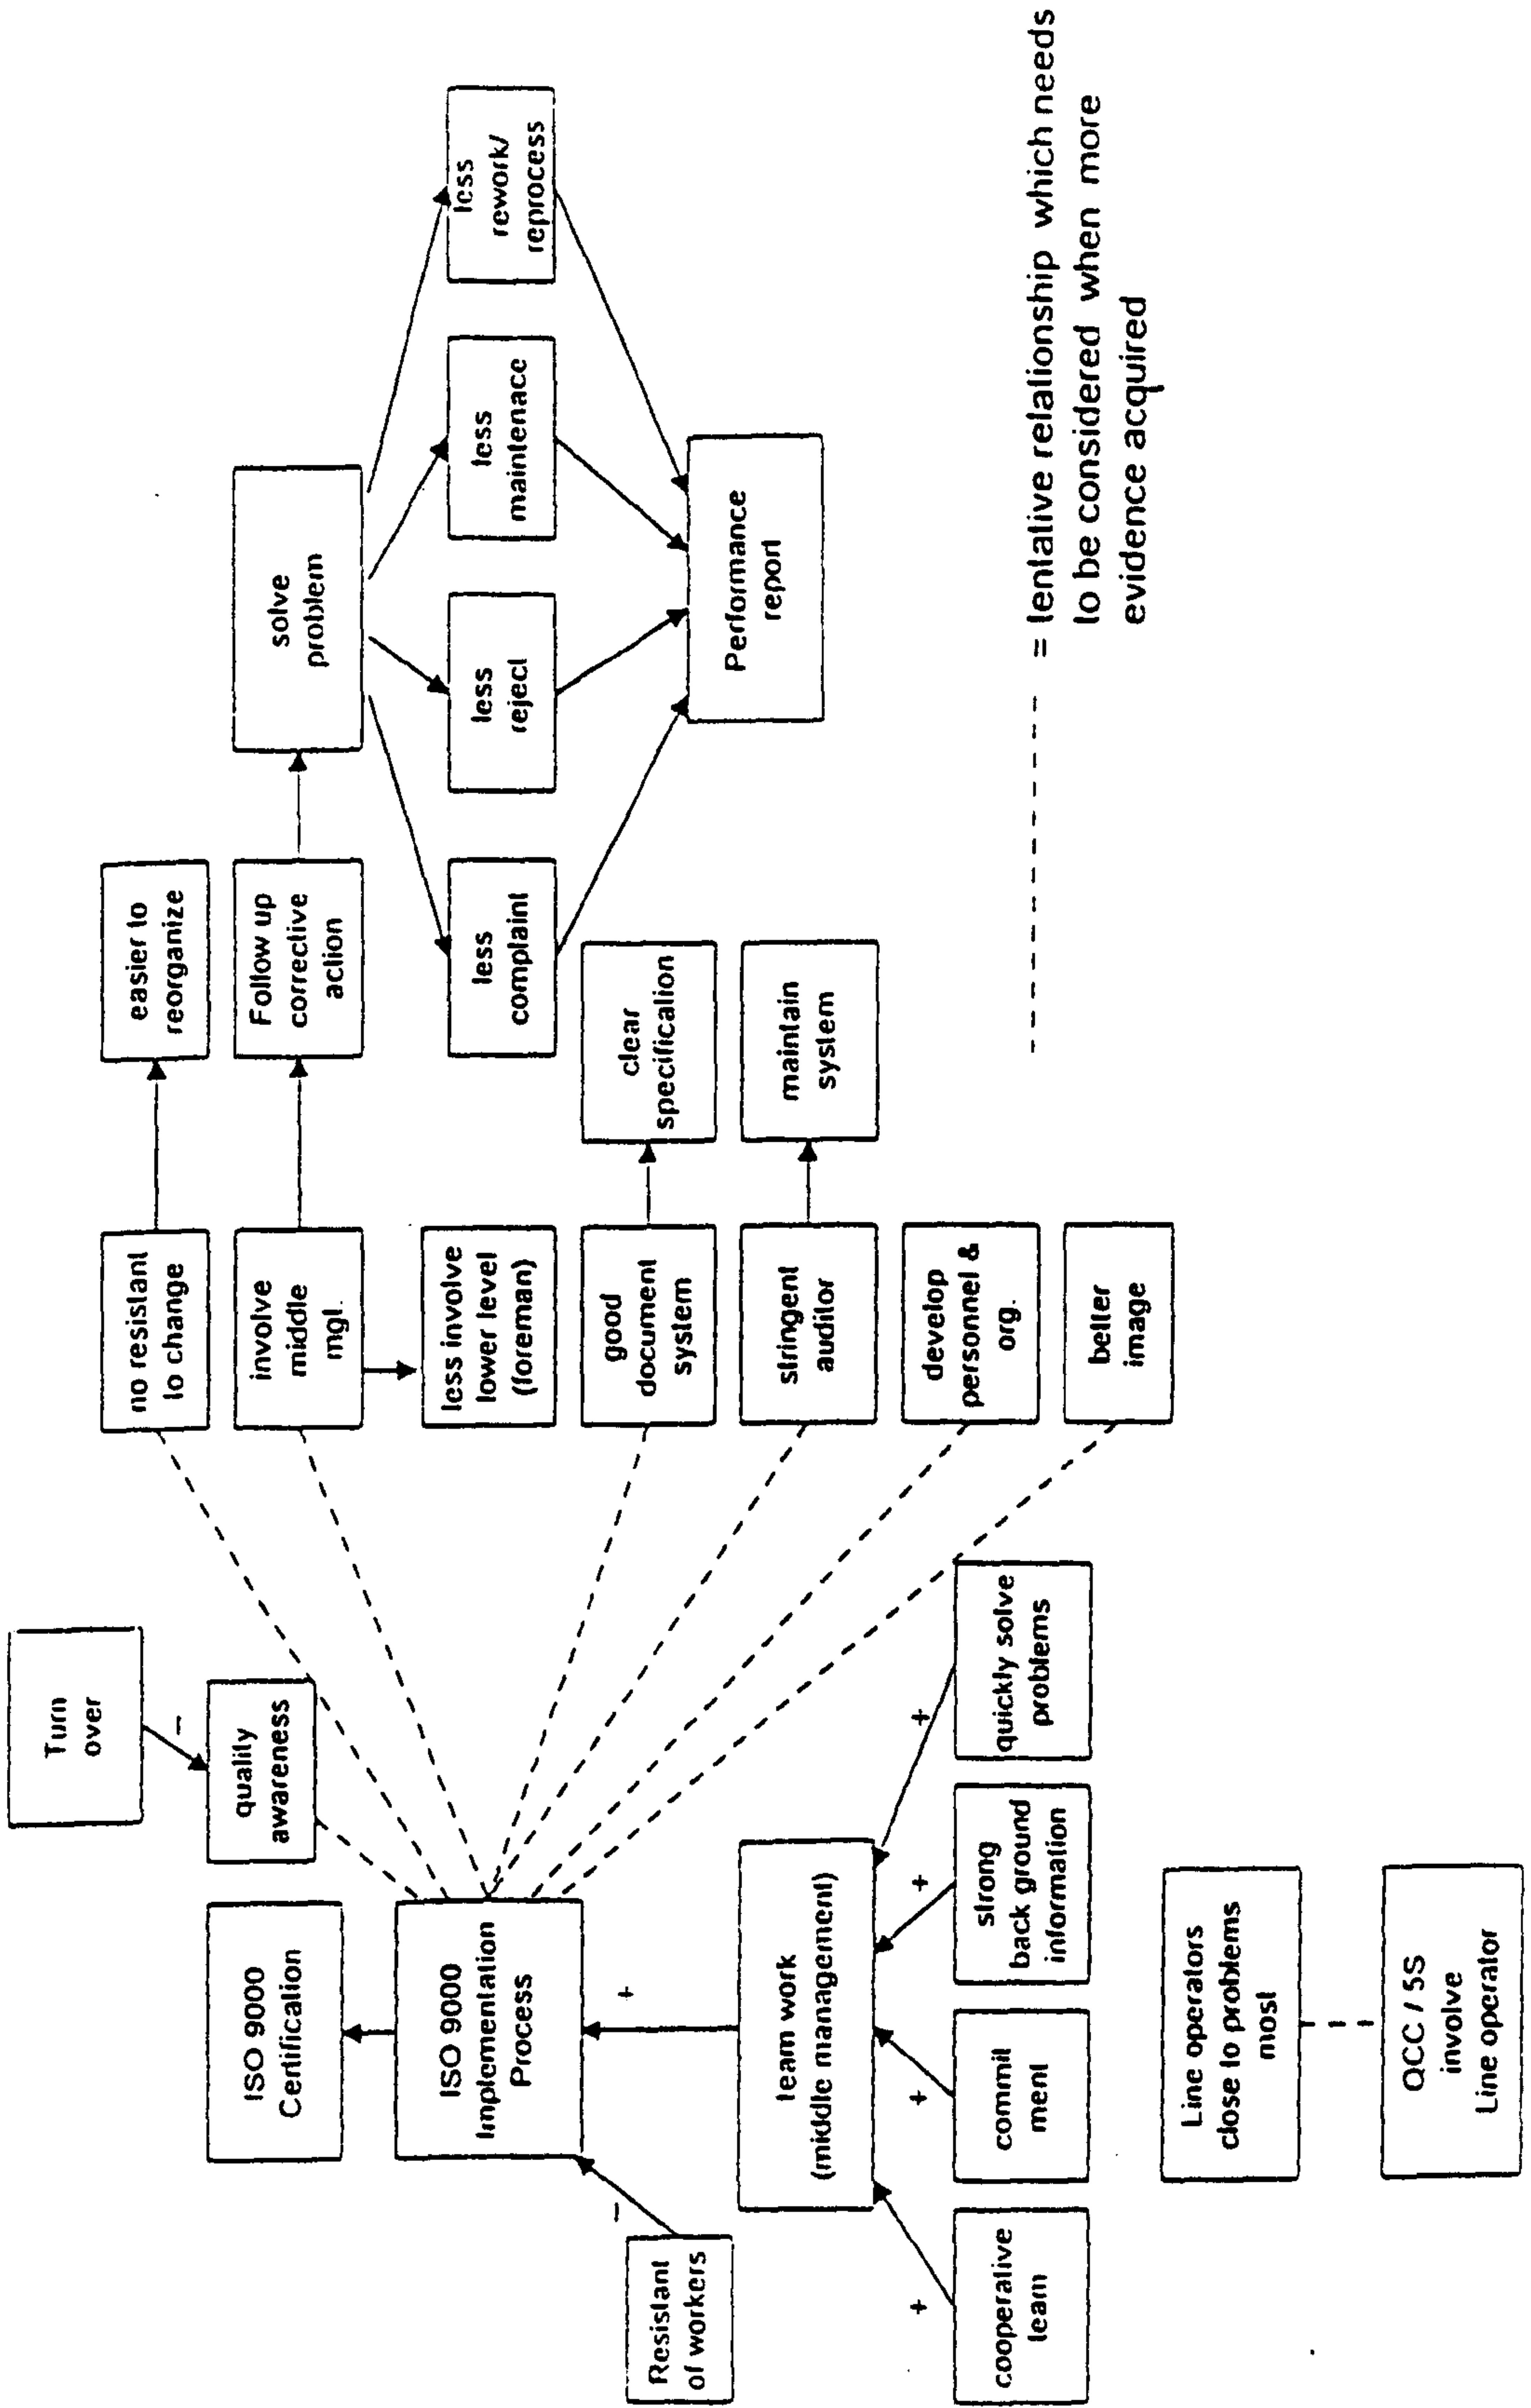 Turn
over
–
quality
awareness
ISO 9000
Certification
ISO 9000
Implementation
Process
–
Resistant
of workers
+
team work
(middle management)
+
+
+
+
cooperative
team
commit
ment
strong
back ground
information
quickly solve
problems
Line operators
close to problems
most
QCC / 5S
involve
Line operator
no resistant
to change
easier to
reorganize
involve
middle
mgt.
Follow up
corrective
action
solve
problem
less involve
lower level
(foreman)
less
complaint
less
reject
less
maintenace
less
rework/
reprocess
Performance
report
good
document
system
clear
specification
stringent
auditor
maintain
system
develop
personnel &
org.
better
image
= tentative relationship which needs
to be considered when more
evidence acquired